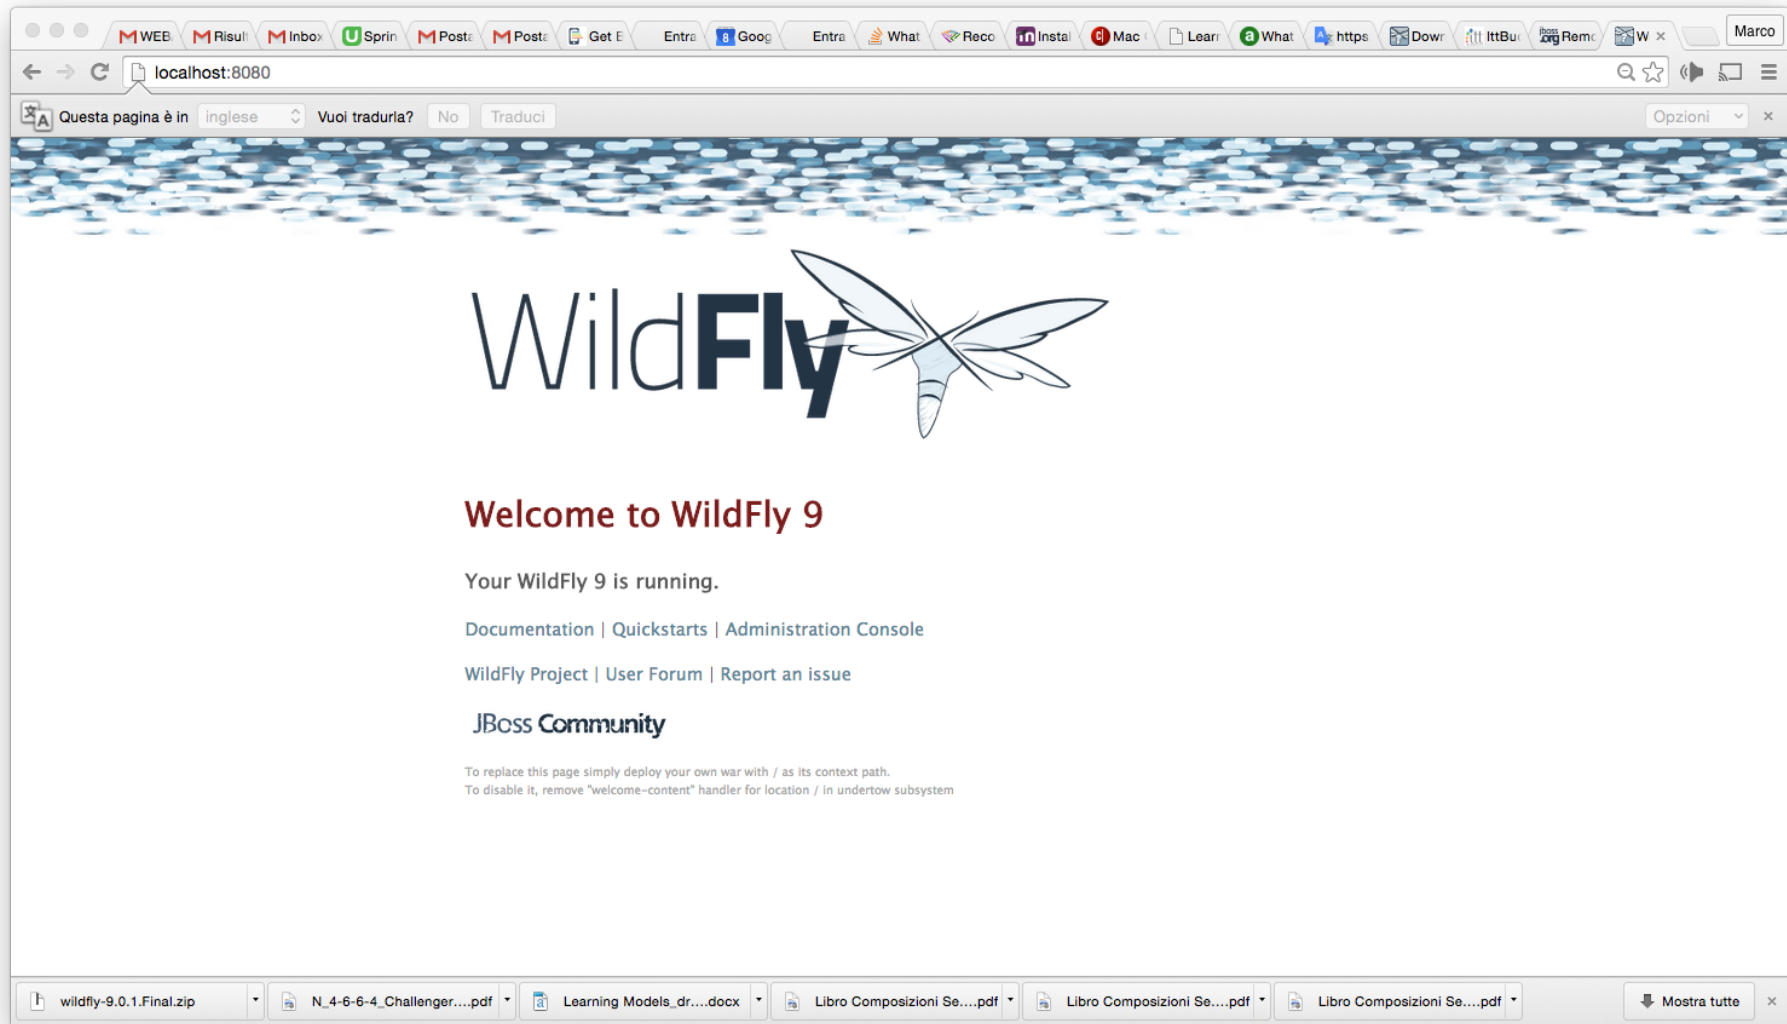 WEB Risul Inbox Sprin Posta Posta Get E Entra Goog Entra What Reco Instal Mac Learn What https Down IttBuc Remo W Marco
localhost:8080
Questa pagina è in inglese Vuoi tradurla? No Traduci Opzioni
WildFly
Welcome to WildFly 9
Your WildFly 9 is running.
Documentation | Quickstarts | Administration Console
WildFly Project | User Forum | Report an issue
JBoss Community
To replace this page simply deploy your own war with / as its context path.
To disable it, remove "welcome-content" handler for location / in undertow subsystem
wildfly-9.0.1.Final.zip N_4-6-6-4_Challenger....pdf Learning Models_dr....docx Libro Composizioni Se....pdf Libro Composizioni Se....pdf Libro Composizioni Se....pdf Mostra tutte